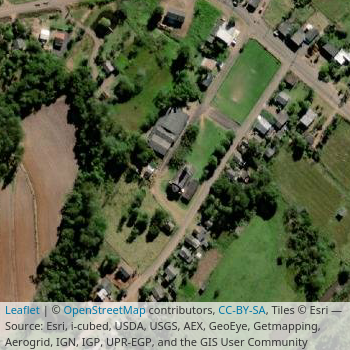 Leaflet | © OpenStreetMap contributors, CC-BY-SA, Tiles © Esri —
Source: Esri, i-cubed, USDA, USGS, AEX, GeoEye, Getmapping,
Aerogrid, IGN, IGP, UPR-EGP, and the GIS User Community